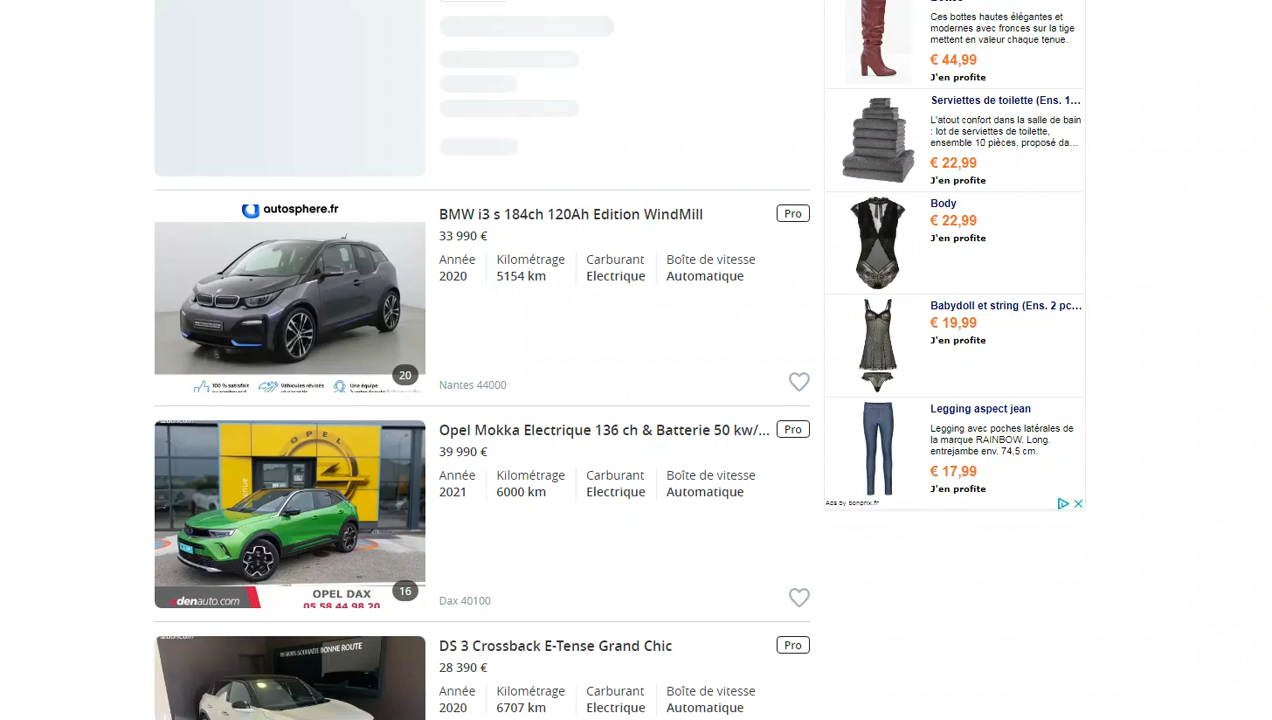 autosphere.fr
100 % satisfait
Véhicules révisés
Une équipe
20
BMW i3 s 184ch 120Ah Edition WindMill
Pro
33 990 €
Année
Kilométrage
Carburant
Boîte de vitesse
2020
5154 km
Electrique
Automatique
Nantes 44000
OPEL
denauto.com
OPEL DAX
05 58 44 98 20
16
Opel Mokka Electrique 136 ch & Batterie 50 kw/...
Pro
39 990 €
Année
Kilométrage
Carburant
Boîte de vitesse
2021
6000 km
Electrique
Automatique
Dax 40100
BONNE ROUTE
DS 3 Crossback E-Tense Grand Chic
Pro
28 390 €
Année
Kilométrage
Carburant
Boîte de vitesse
2020
6707 km
Electrique
Automatique
Ces bottes hautes élégantes et
modernes avec fronces sur la tige
mettent en valeur chaque tenue.
€ 44,99
J'en profite
Serviettes de toilette (Ens. 1...
L'atout confort dans la salle de bain
: lot de serviettes de toilette,
ensemble 10 pièces, proposé da...
€ 22,99
J'en profite
Body
€ 22,99
J'en profite
Babydoll et string (Ens. 2 pc...
€ 19,99
J'en profite
Legging aspect jean
Legging avec poches latérales de
la marque RAINBOW. Long.
entrejambe env. 74,5 cm.
€ 17,99
J'en profite
Ads by bonprix.fr